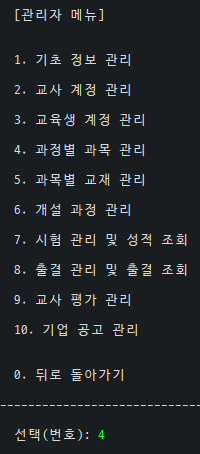 [관리자 메뉴]
1. 기초 정보 관리
2. 교사 계정 관리
3. 교육생 계정 관리
4. 과정별 과목 관리
5. 과목별 교재 관리
6. 개설 과정 관리
7. 시험 관리 및 성적 조회
8. 출결 관리 및 출결 조회
9. 교사 평가 관리
10. 기업 공고 관리
0. 뒤로 돌아가기
-----------------------------
선택(번호): 4